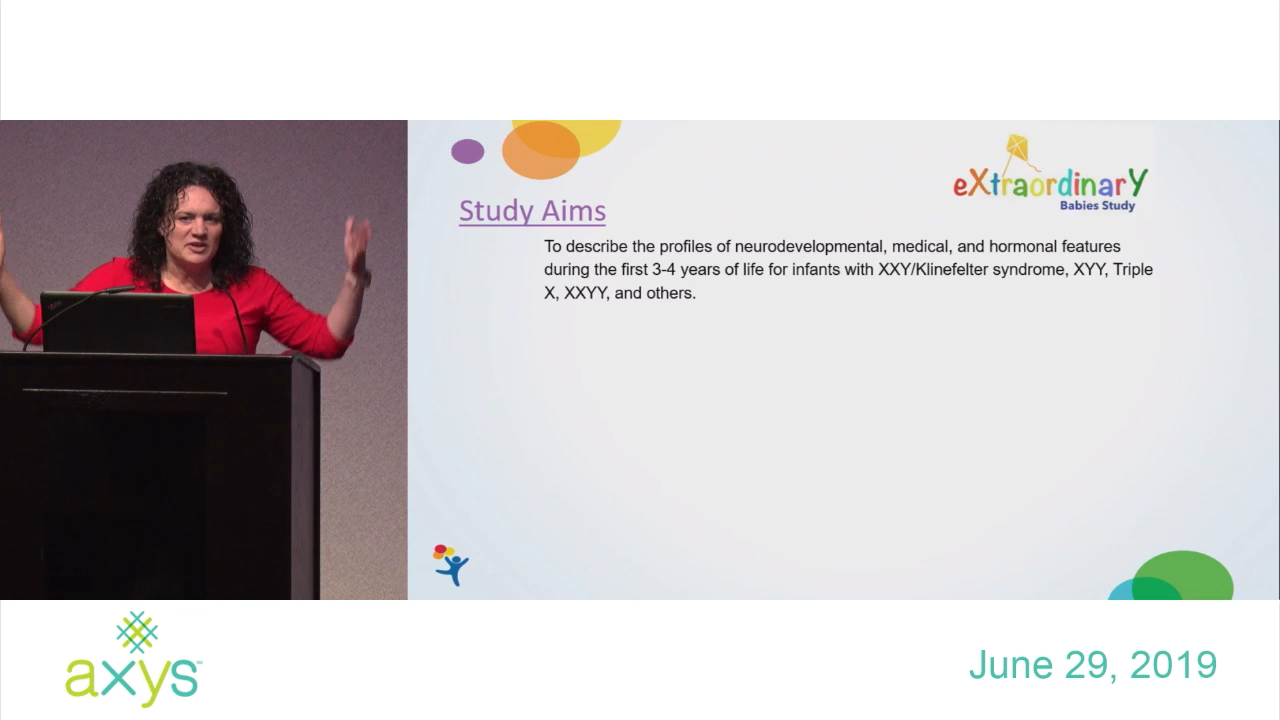 eXtraordinarY
Babies Study
Study Aims
To describe the profiles of neurodevelopmental, medical, and hormonal features
during the first 3-4 years of life for infants with XXY/Klinefelter syndrome, XYY, Triple
X, XXYY, and others.
axys
June 29, 2019